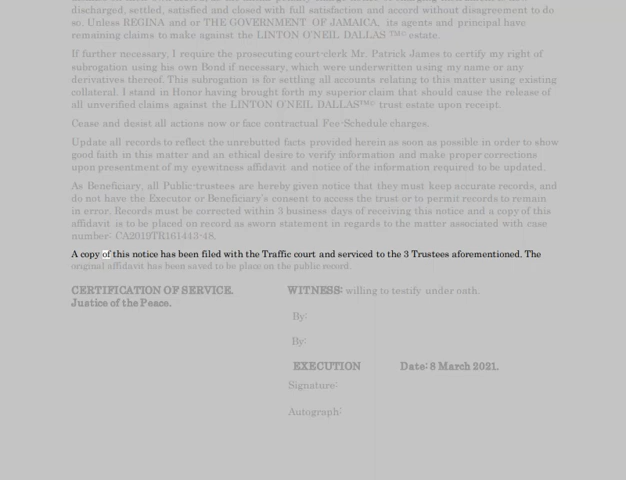 discharged, settled, satisfied and closed with full satisfaction and accord without disagreement to do
so. Unless REGINA and or THE GOVERNMENT OF JAMAICA, its agents and principal have
remaining claims to make against the LINTON O'NEIL DALLAS ™© estate.
If further necessary, I require the prosecuting court-clerk Mr. Patrick James to certify my right of
subrogation using his own Bond if necessary, which were underwritten using my name or any
derivatives thereof. This subrogation is for settling all accounts relating to this matter using existing
collateral. I stand in Honor having brought forth my superior claim that should cause the release of
all unverified claims against the LINTON O'NEIL DALLAS™© trust estate upon receipt.
Cease and desist all actions now or face contractual Fee-Schedule charges.
Update all records to reflect the unrebutted facts provided herein as soon as possible in order to show
good faith in this matter and an ethical desire to verify information and make proper corrections
upon presentment of my eyewitness affidavit and notice of the information required to be updated.
As Beneficiary, all Public-trustees are hereby given notice that they must keep accurate records, and
do not have the Executor or Beneficiary's consent to access the trust or to permit records to remain
in error. Records must be corrected within 3 business days of receiving this notice and a copy of this
affidavit is to be placed on record as sworn statement in regards to the matter associated with case
number: CA2019TR161443-48.
A copy of this notice has been filed with the Traffic court and serviced to the 3 Trustees aforementioned. The
original affidavit has been saved to be place on the public record.
CERTIFICATION OF SERVICE. WITNESS: willing to testify under oath.
Justice of the Peace.
By:
By:
EXECUTION Date: 8 March 2021.
Signature:
Autograph: